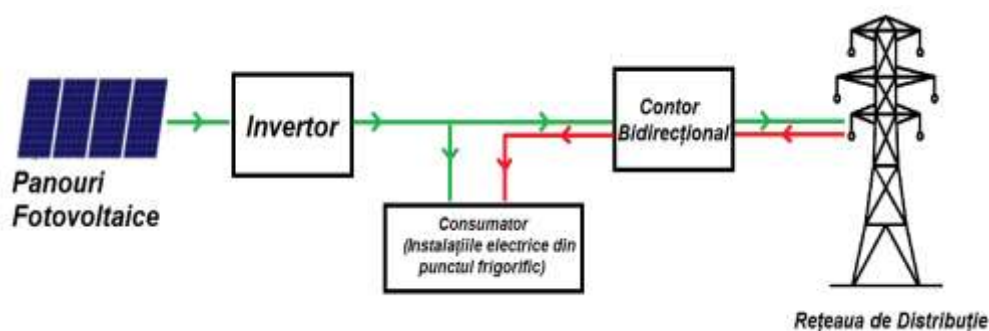 Panouri
Fotovoltaice
Invertor
Consumator
(Instalațiile electrice din
punctul frigorific)
Contor
Bidirecțional
Rețeaua de Distribuție